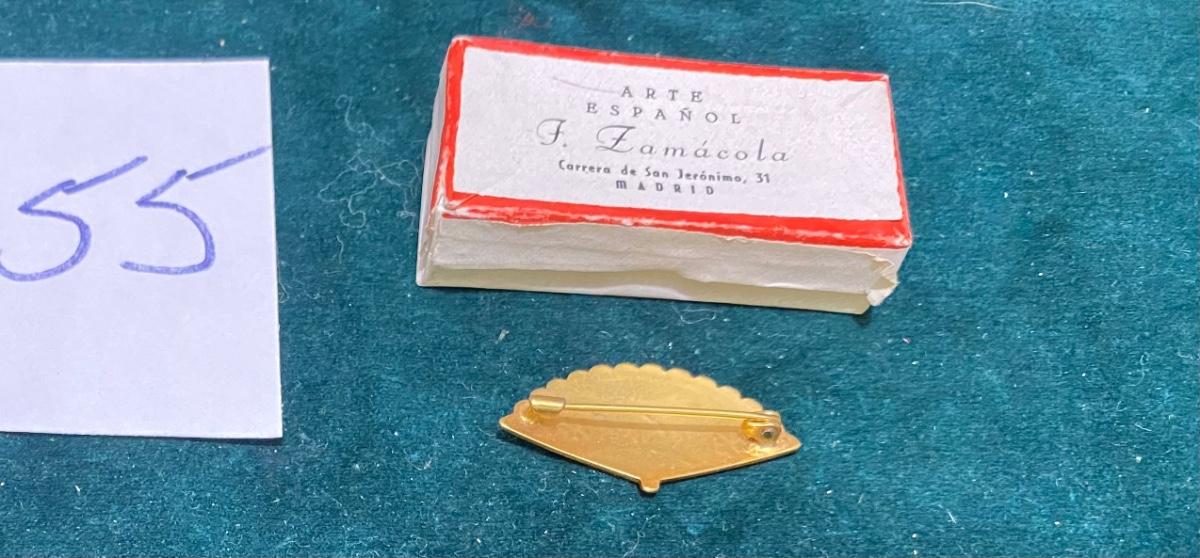 55
ARTE
ESPAÑOL
F. Zamácola
Carrera de San Jerónimo, 31
MADRID